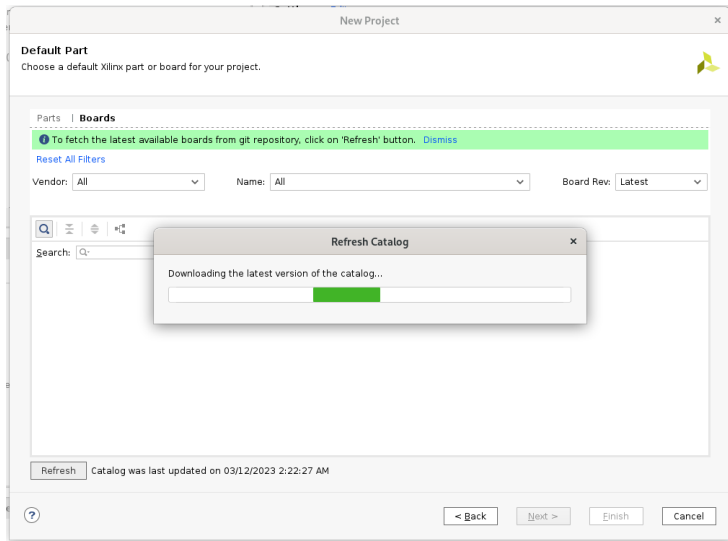 New Project
Default Part
Choose a default Xilinx part or board for your project.
Parts | Boards
To fetch the latest available boards from git repository, click on 'Refresh' button. Dismiss
Reset All Filters
Vendor: All Name: All Board Rev: Latest
Refresh Catalog
Search: Q-
Downloading the latest version of the catalog...
Refresh Catalog was last updated on 03/12/2023 2:22:27 AM
? < Back Next > Finish Cancel